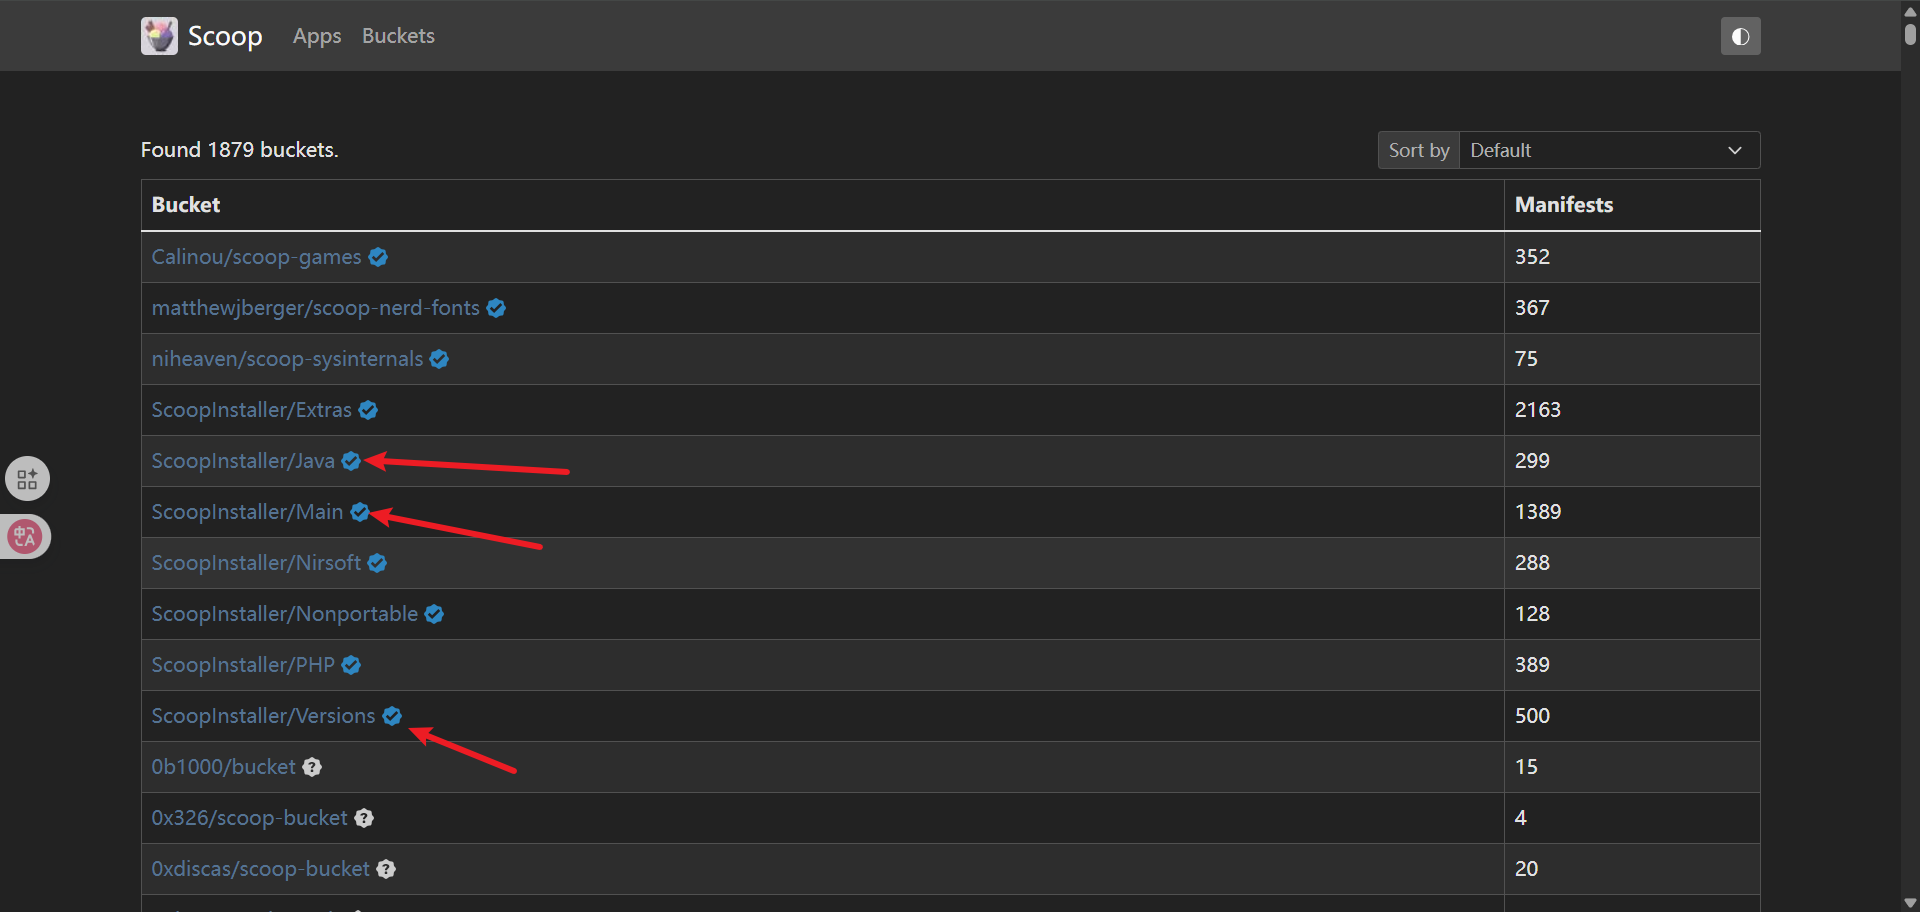 Scoop Apps Buckets
Found 1879 buckets.
Sort by Default
Bucket Manifests
Calinou/scoop-games 352
matthewjberger/scoop-nerd-fonts 367
niheaven/scoop-sysinternals 75
ScoopInstaller/Extras 2163
ScoopInstaller/Java 299
ScoopInstaller/Main 1389
ScoopInstaller/Nirsoft 288
ScoopInstaller/Nonportable 128
ScoopInstaller/PHP 389
ScoopInstaller/Versions 500
0b1000/bucket ? 15
0x326/scoop-bucket ? 4
0xdiscas/scoop-bucket ? 20
中A